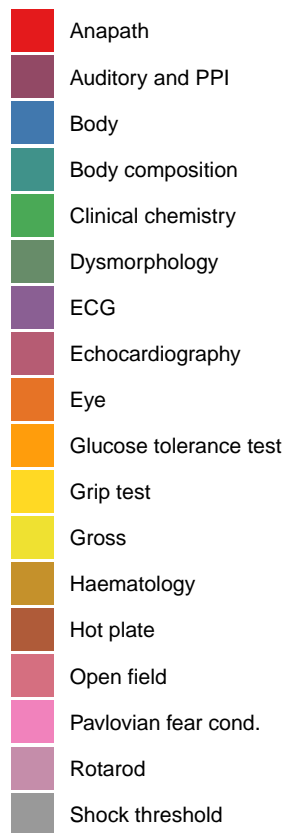 Anapath
Auditory and PPI
Body
Body composition
Clinical chemistry
Dysmorphology
ECG
Echocardiography
Eye
Glucose tolerance test
Grip test
Gross
Haematology
Hot plate
Open field
Pavlovian fear cond.
Rotarod
Shock threshold